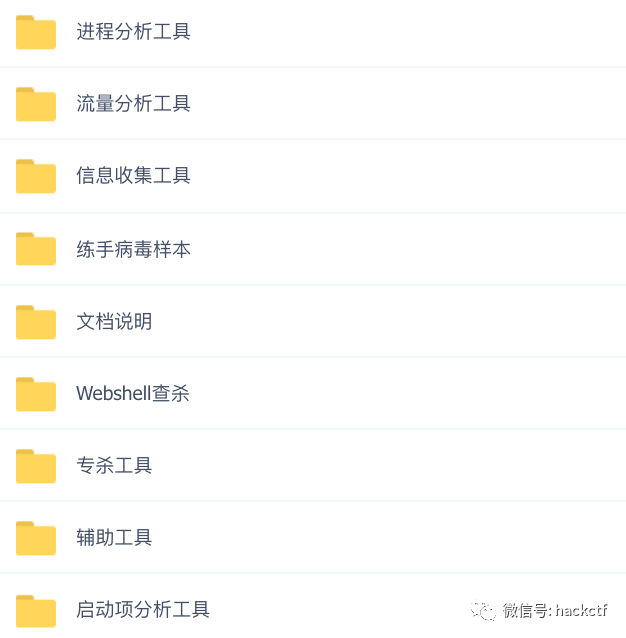 进程分析工具
流量分析工具
信息收集工具
练手病毒样本
文档说明
Webshell查杀
专杀工具
辅助工具
启动项分析工具
微信号: hackctf